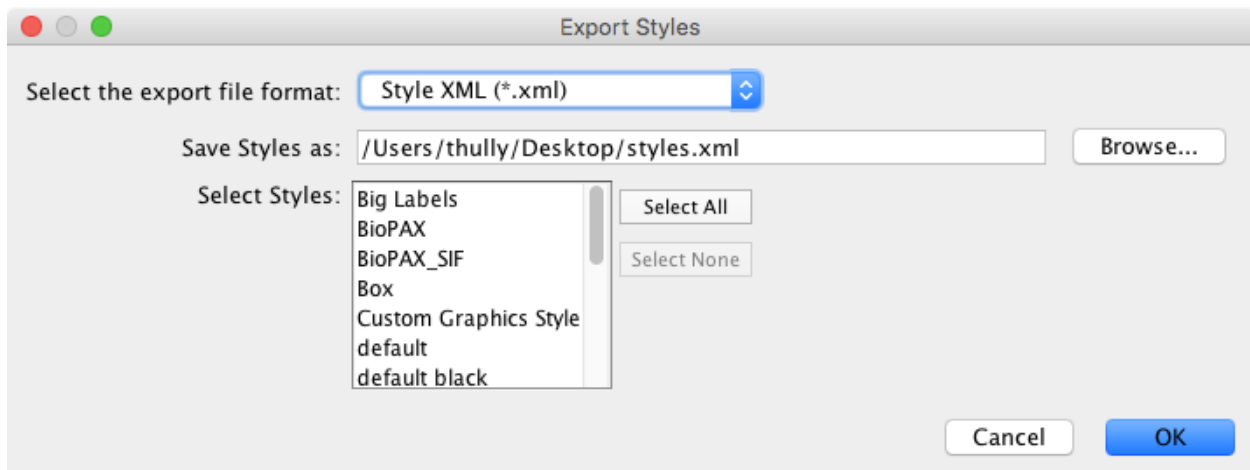 Export Styles
Select the export file format: Style XML (*.xml)
Save Styles as: /Users/thully/Desktop/styles.xml Browse...
Select Styles:
Big Labels
BioPAX
BioPAX_SIF
Box
Custom Graphics Style
default
default black
Select All
Select None
Cancel OK